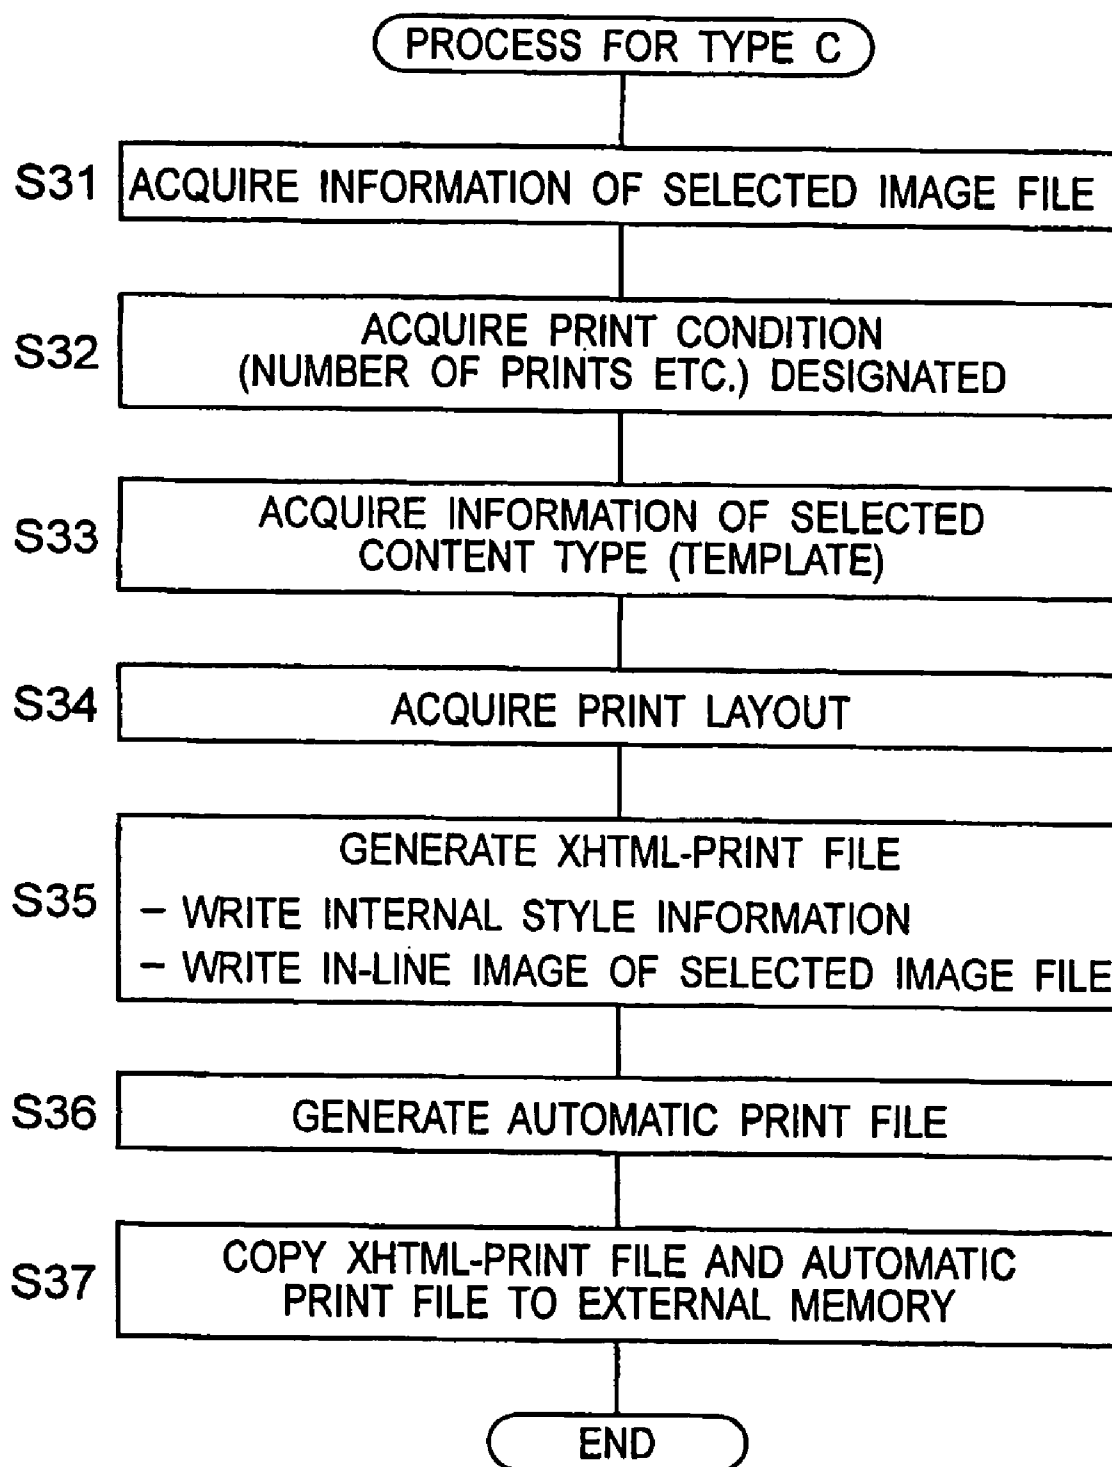 PROCESS FOR TYPE C
S31 ACQUIRE INFORMATION OF SELECTED IMAGE FILE
S32 ACQUIRE PRINT CONDITION
(NUMBER OF PRINTS ETC.) DESIGNATED
S33 ACQUIRE INFORMATION OF SELECTED
CONTENT TYPE (TEMPLATE)
S34 ACQUIRE PRINT LAYOUT
S35 GENERATE XHTML-PRINT FILE
– WRITE INTERNAL STYLE INFORMATION
– WRITE IN-LINE IMAGE OF SELECTED IMAGE FILE
S36 GENERATE AUTOMATIC PRINT FILE
S37 COPY XHTML-PRINT FILE AND AUTOMATIC
PRINT FILE TO EXTERNAL MEMORY
END